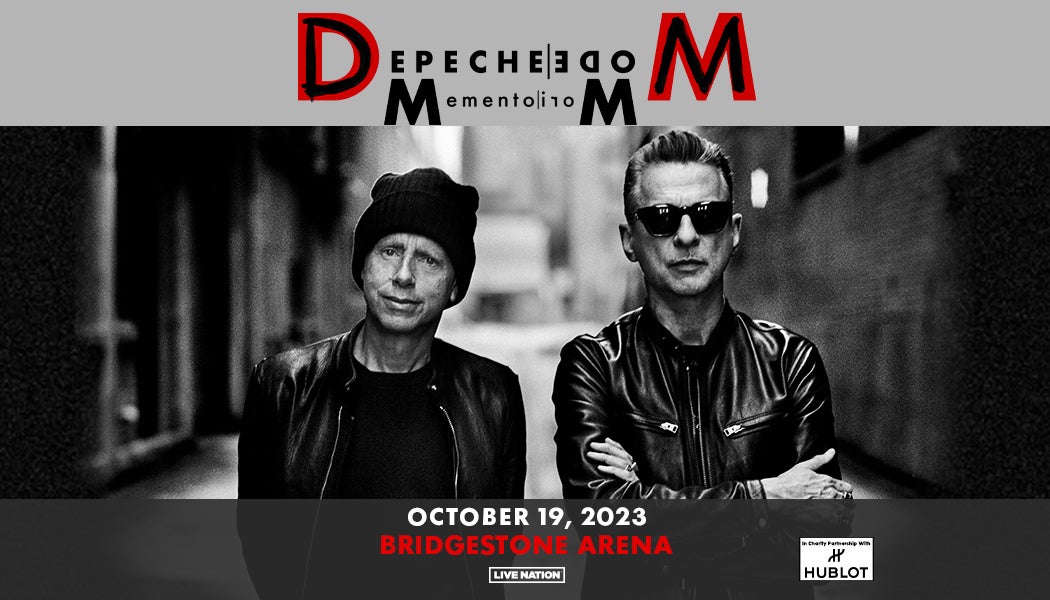 DEPECHE|MODE
Memento|Mori
OCTOBER 19, 2023
BRIDGESTONE ARENA
LIVE NATION
In Charity Partnership With
HUBLOT